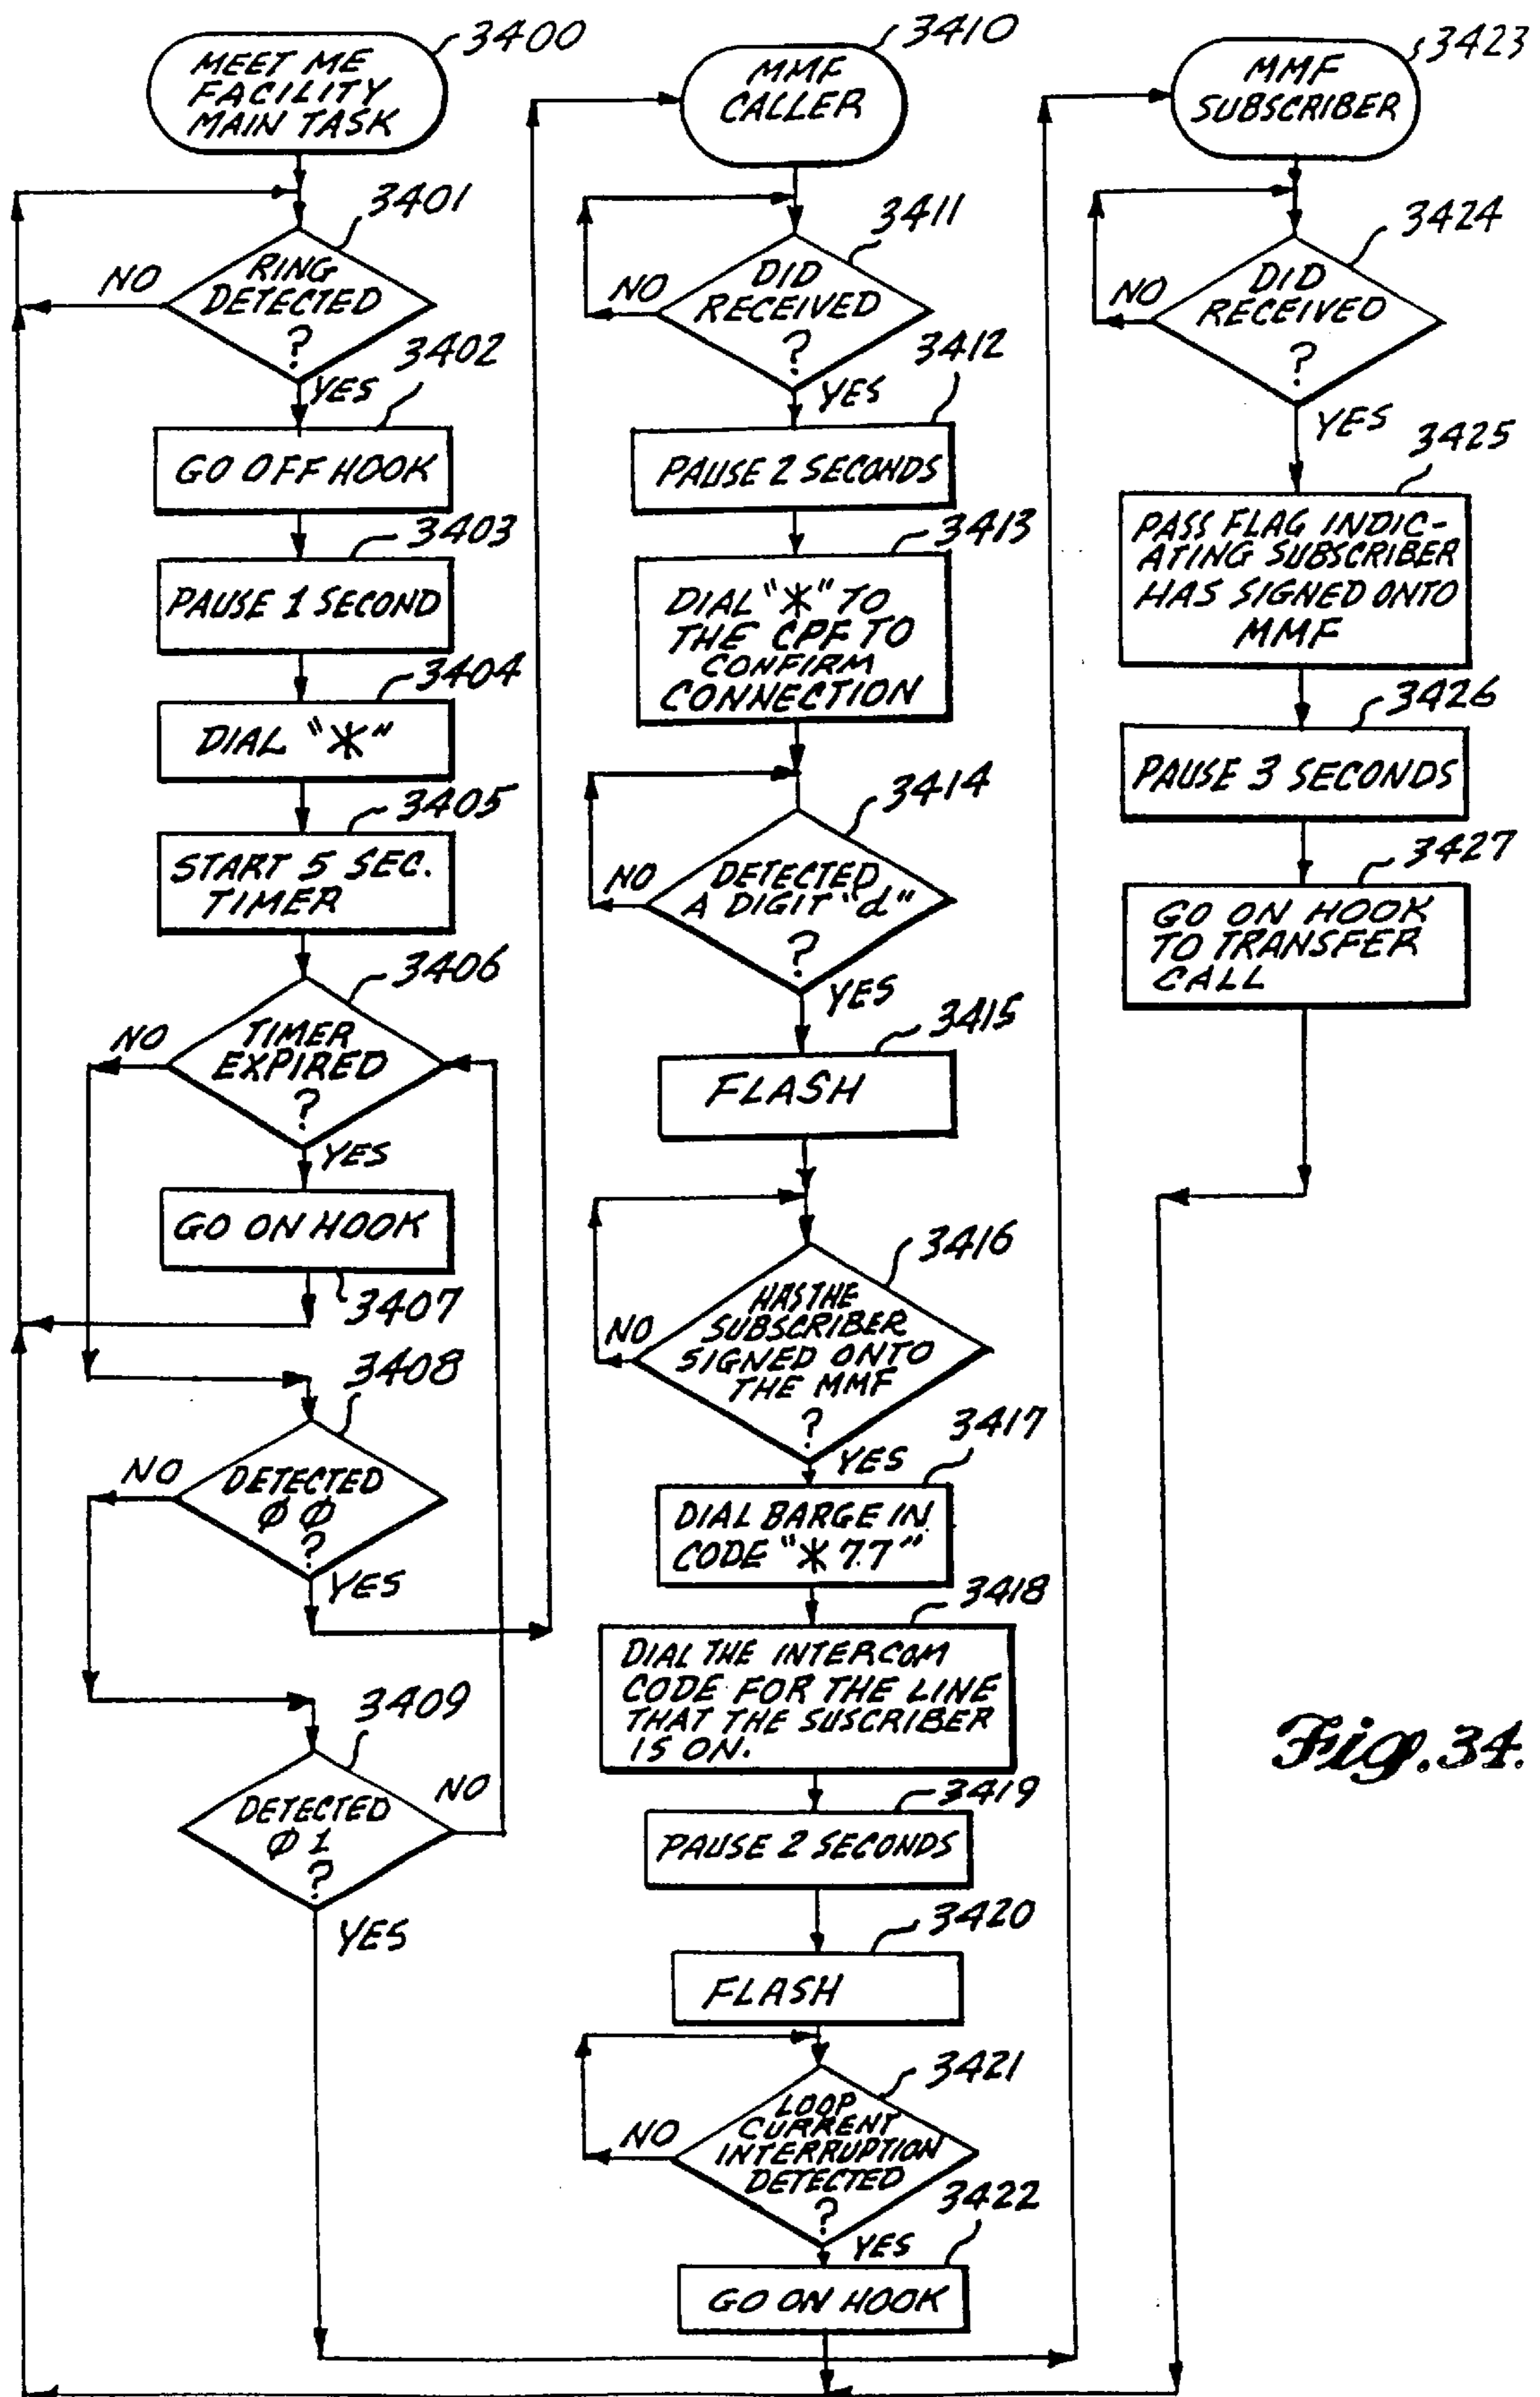 3400
MEET ME
FACILITY
MAIN TASK
3401
RING
DETECTED
?
NO
YES
3402
GO OFF HOOK
3403
PAUSE 1 SECOND
3404
DIAL "*"
3405
START 5 SEC.
TIMER
3406
TIMER
EXPIRED
?
NO
YES
GO ON HOOK
3407
3408
DETECTED
φ φ
?
NO
YES
3409
DETECTED
φ 1
?
NO
YES
3410
MMF
CALLER
3411
DID
RECEIVED
?
NO
YES
3412
PAUSE 2 SECONDS
3413
DIAL "*" TO
THE CPF TO
CONFIRM
CONNECTION
3414
DETECTED
A DIGIT "d"
?
NO
YES
3415
FLASH
3416
HAS THE
SUBSCRIBER
SIGNED ONTO
THE MMF
?
NO
YES
3417
DIAL BARGE IN
CODE "*77"
3418
DIAL THE INTERCOM
CODE FOR THE LINE
THAT THE SUSCRIBER
IS ON.
3419
PAUSE 2 SECONDS
3420
FLASH
3421
LOOP
CURRENT
INTERRUPTION
DETECTED
?
NO
YES
3422
GO ON HOOK
3423
MMF
SUBSCRIBER
3424
DID
RECEIVED
?
NO
YES
3425
PASS FLAG INDIC-
ATING SUBSCRIBER
HAS SIGNED ONTO
MMF
3426
PAUSE 3 SECONDS
3427
GO ON HOOK
TO TRANSFER
CALL
Fig. 34.